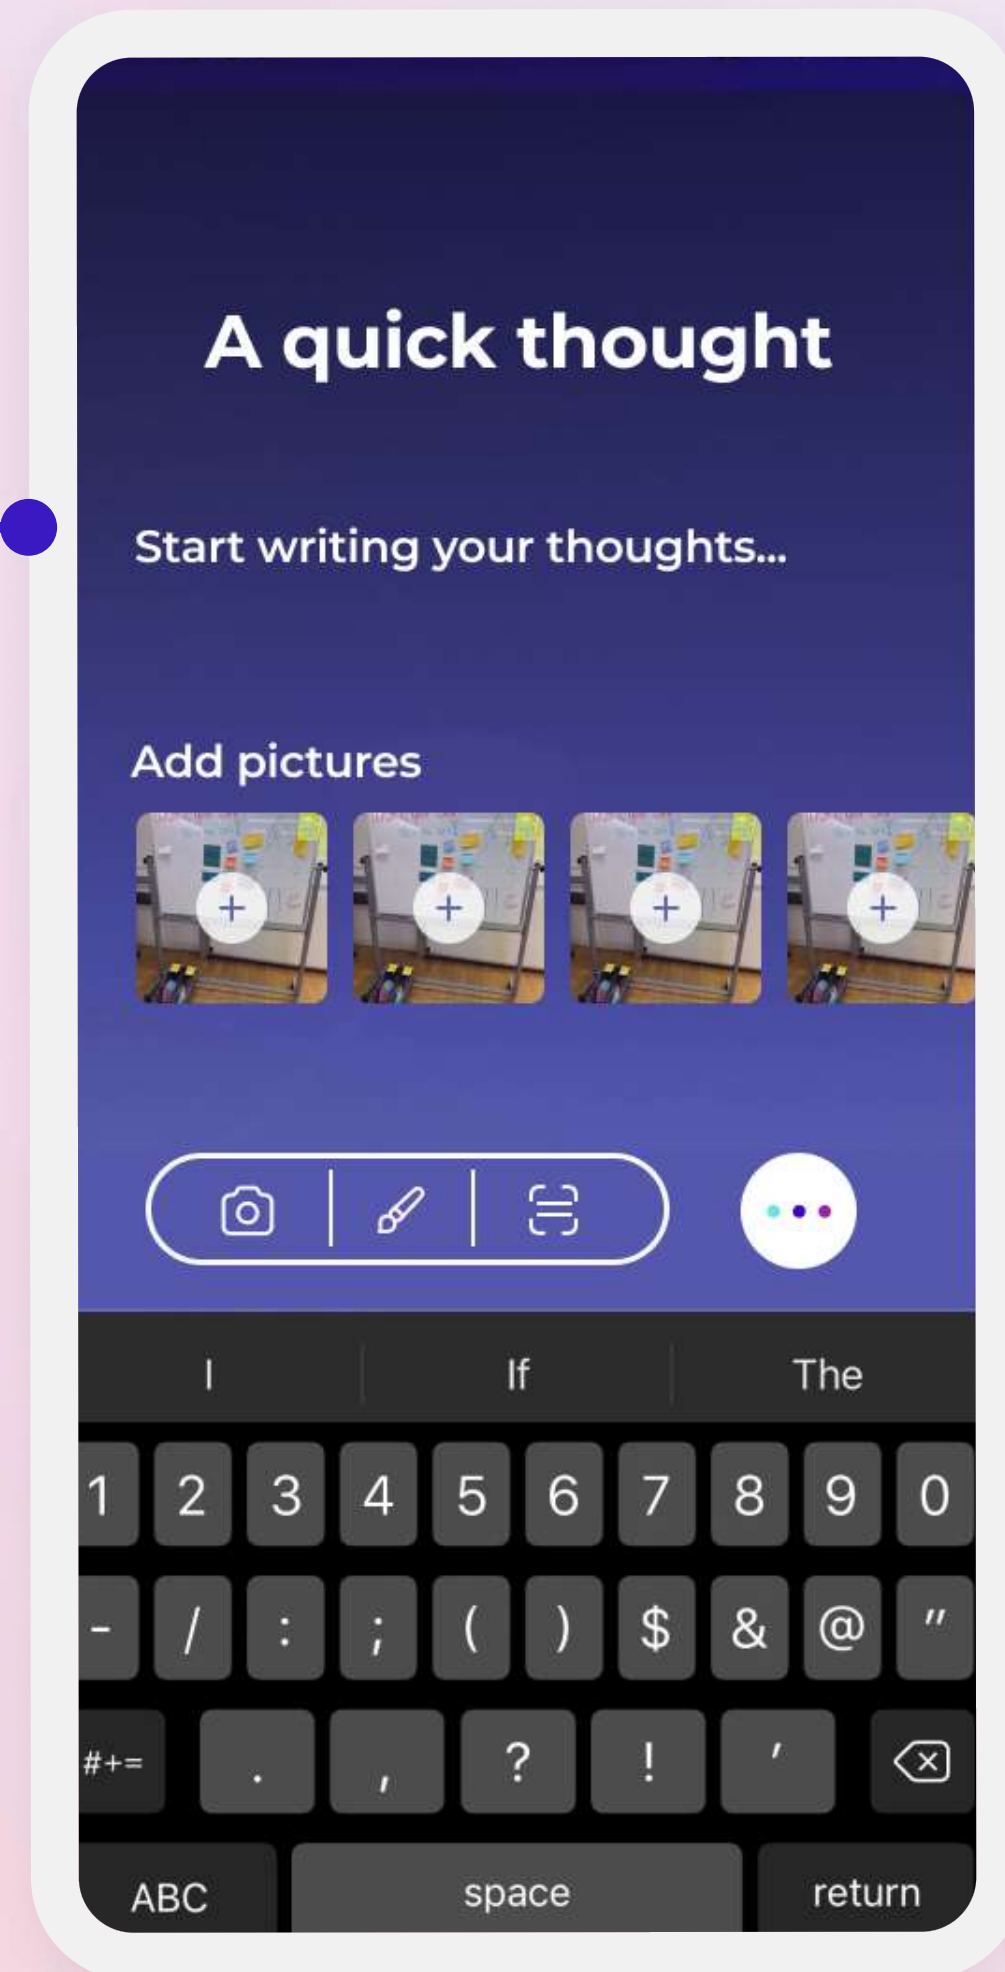 A quick thought
Start writing your thoughts...
Add pictures
I If The
1 2 3 4 5 6 7 8 9 0
- / : ; ( ) $ & @ "
#+= . , ? ! '
ABC space return